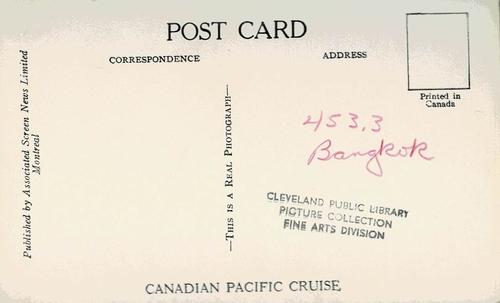 POST CARD
CORRESPONDENCE
ADDRESS
Printed in
Canada
Published by Associated Screen News Limited
Montreal
—THIS IS A REAL PHOTOGRAPH—
453.3
Bangkok
CLEVELAND PUBLIC LIBRARY
PICTURE COLLECTION
FINE ARTS DIVISION
CANADIAN PACIFIC CRUISE